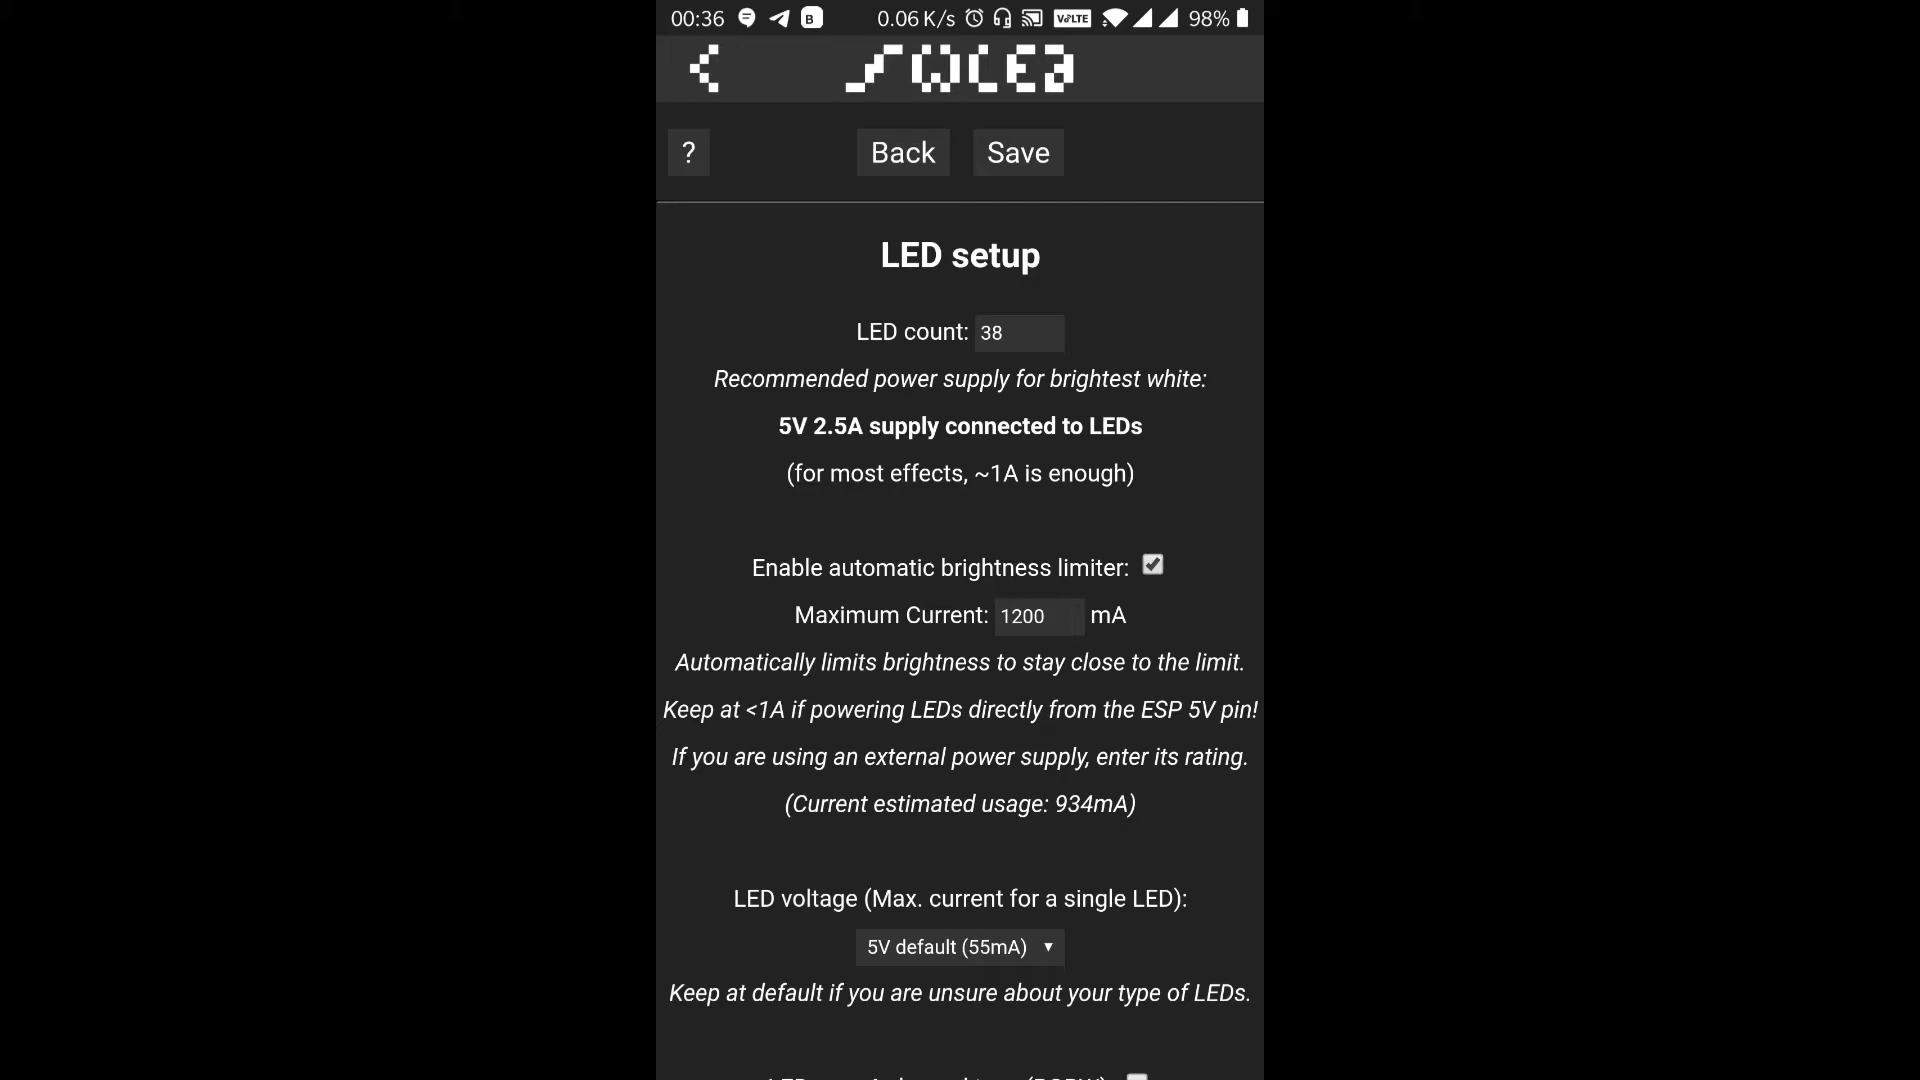 00:36 B 0.06 K/s VoLTE 98%
WLED
? Back Save
LED setup
LED count: 38
Recommended power supply for brightest white:
5V 2.5A supply connected to LEDs
(for most effects, ~1A is enough)
Enable automatic brightness limiter:
Maximum Current: 1200 mA
Automatically limits brightness to stay close to the limit.
Keep at <1A if powering LEDs directly from the ESP 5V pin!
If you are using an external power supply, enter its rating.
(Current estimated usage: 934mA)
LED voltage (Max. current for a single LED):
5V default (55mA)
Keep at default if you are unsure about your type of LEDs.